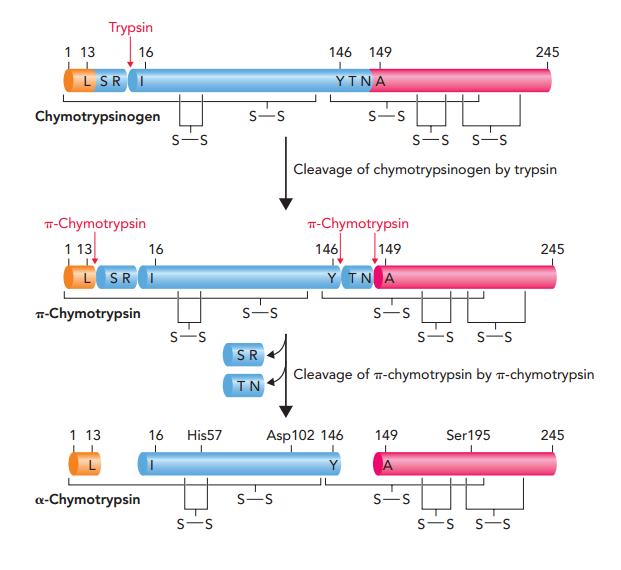 Trypsin
1 13 16 146 149 245
L S R I Y T N A
Chymotrypsinogen
S—S S—S
S—S S—S S—S
Cleavage of chymotrypsinogen by trypsin
π-Chymotrypsin π-Chymotrypsin
1 13 16 146 149 245
L S R I Y T N A
π-Chymotrypsin
S—S S—S
S—S S—S S—S
S R
T N
Cleavage of π-chymotrypsin by π-chymotrypsin
1 13 16 His57 Asp102 146 149 Ser195 245
L I Y A
α-Chymotrypsin
S—S S—S
S—S S—S S—S